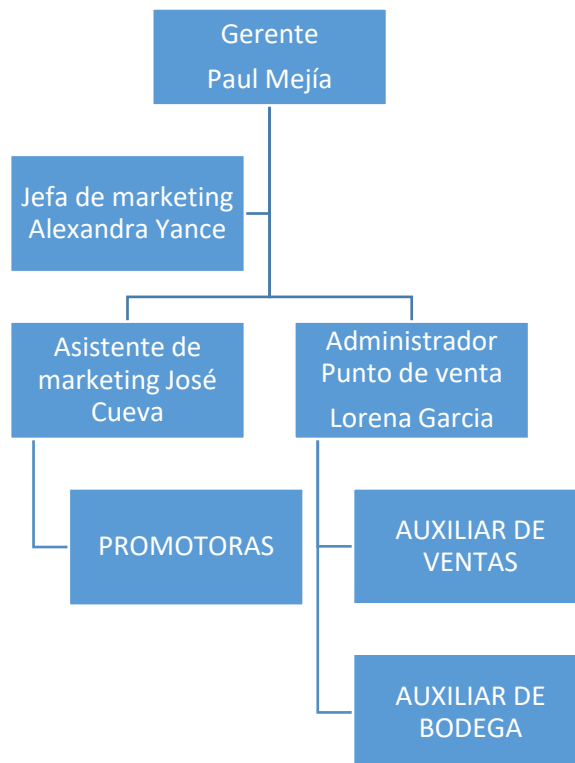 Gerente
Paul Mejía
Jefa de marketing
Alexandra Yance
Asistente de
marketing José
Cueva
Administrador
Punto de venta
Lorena Garcia
PROMOTORAS
AUXILIAR DE
VENTAS
AUXILIAR DE
BODEGA